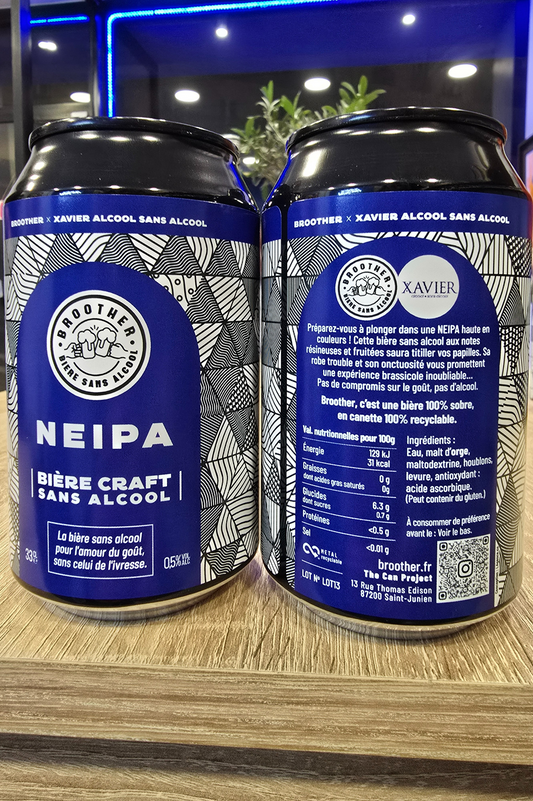 BROOTHER x XAVIER ALCOOL SANS ALCOOL
BROOTHER
BIÈRE SANS ALCOOL
NEIPA
BIÈRE CRAFT
SANS ALCOOL
La bière sans alcool
pour l'amour du goût,
sans celui de l'ivresse.
33
0.5% VOL
ALC
BROOTHER x XAVIER ALCOOL SANS ALCOOL
BROOTHER
BIÈRE SANS ALCOOL
XAVIER
Préparez-vous à plonger dans une NEIPA haute en
couleurs ! Cette bière sans alcool aux notes
résineuses et fruitées saura titiller vos papilles. Sa
robe trouble et son onctuosité vous promettent
une expérience brassicole inoubliable...
Pas de compromis sur le goût, pas d'alcool.
Broother, c'est une bière 100% sobre,
en canette 100% recyclable.
Val. nutritionnelles pour 100g
Énergie 129 kJ
31 kcal
Graisses 0 g
dont acides gras saturés 0g
Glucides 6.3 g
dont sucres 0.7 g
Protéines <0.5 g
Sel <0.01 g
Ingrédients :
Eau, malt d'orge,
maltodextrine, houblons,
levure, antioxydant :
acide ascorbique.
(Peut contenir du gluten.)
À consommer de préférence
avant le : Voir le bas.
METAL
recyclable
LOT N° LOT13
broother.fr
The Can Project
13 Rue Thomas Edison
87200 Saint-Junien